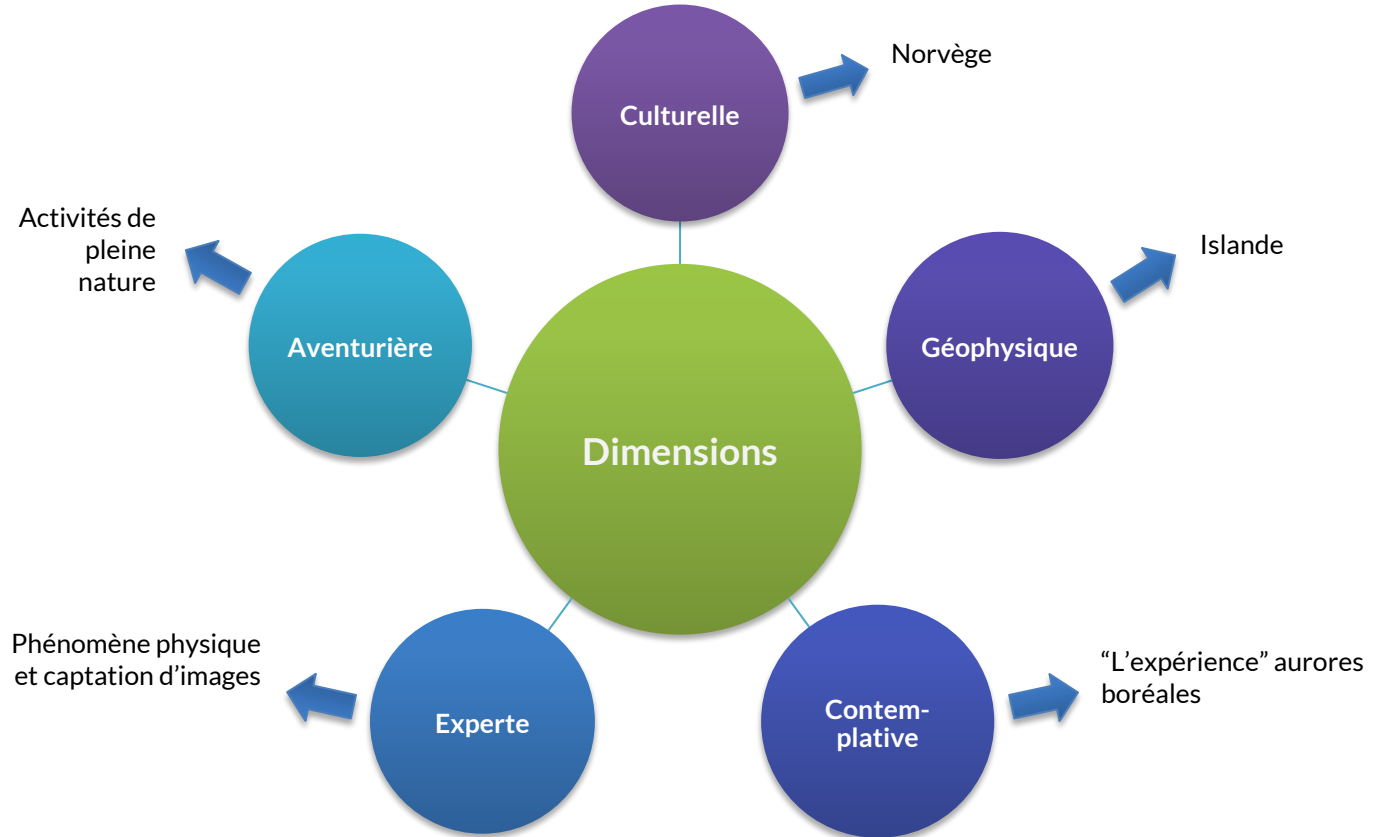 Culturelle
Norvège
Activités de
pleine
nature
Aventurière
Islande
Géophysique
Dimensions
Phénomène physique
et captation d’images
Experte
Contem-
plative
“L’expérience” aurores
boréales